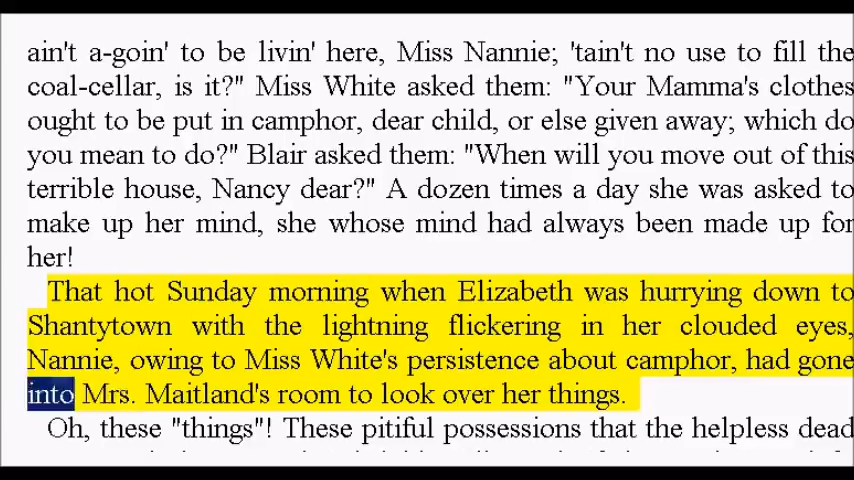 ain't a-goin' to be livin' here, Miss Nannie; 'tain't no use to fill the
coal-cellar, is it?" Miss White asked them: "Your Mamma's clothes
ought to be put in camphor, dear child, or else given away; which do
you mean to do?" Blair asked them: "When will you move out of this
terrible house, Nancy dear?" A dozen times a day she was asked to
make up her mind, she whose mind had always been made up for
her!
That hot Sunday morning when Elizabeth was hurrying down to
Shantytown with the lightning flickering in her clouded eyes,
Nannie, owing to Miss White's persistence about camphor, had gone
into Mrs. Maitland's room to look over her things.
Oh, these "things"! These pitiful possessions that the helpless dead